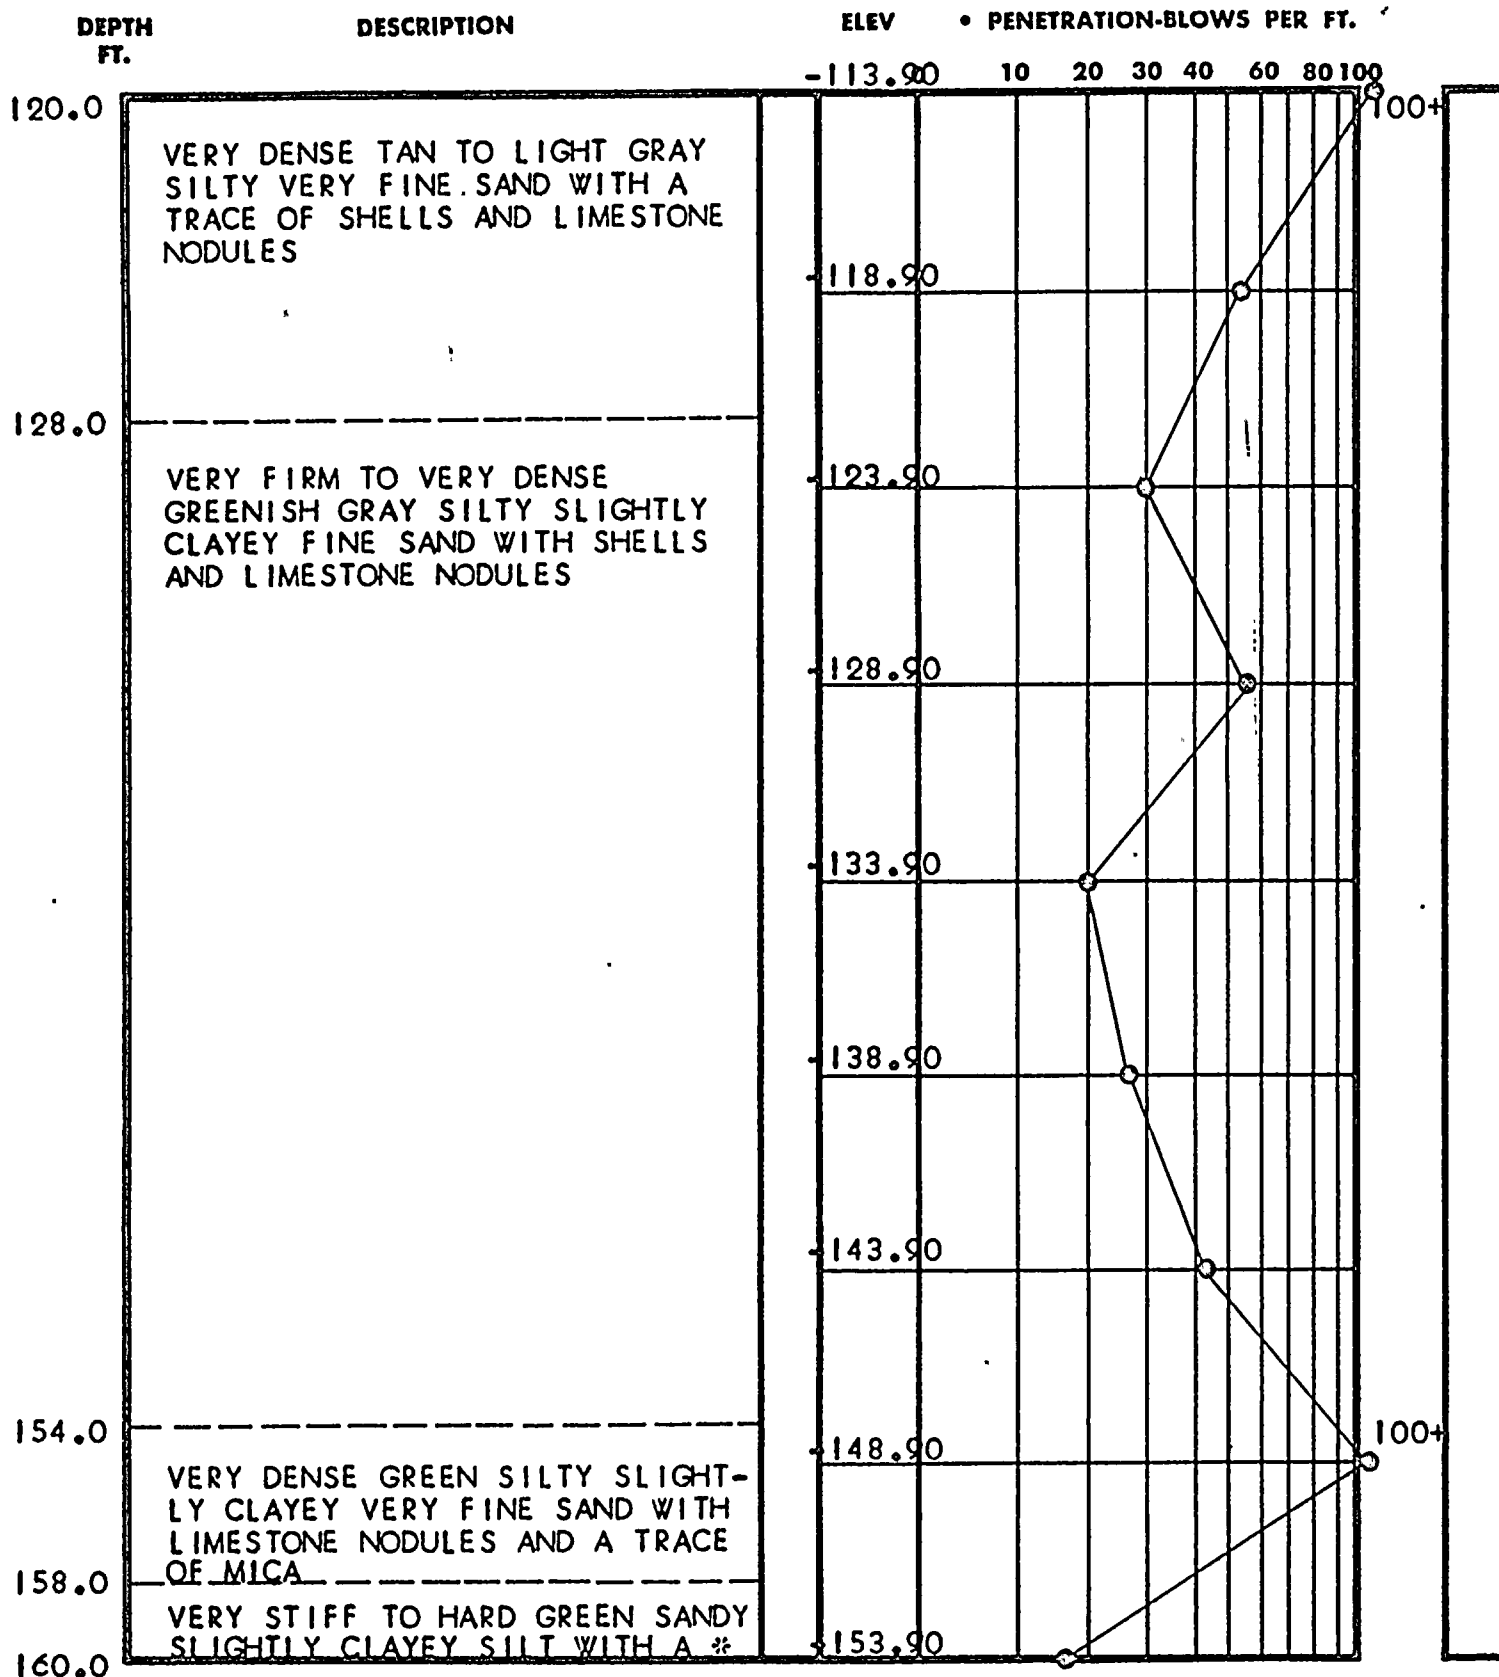 DEPTH FT. DESCRIPTION ELEV • PENETRATION-BLOWS PER FT.
-113.90 0 10 20 30 40 60 80 100
120.0 100+
VERY DENSE TAN TO LIGHT GRAY
SILTY VERY FINE.SAND WITH A
TRACE OF SHELLS AND LIMESTONE
NODULES
-118.90
128.0
VERY FIRM TO VERY DENSE
GREENISH GRAY SILTY SLIGHTLY
CLAYEY FINE SAND WITH SHELLS
AND LIMESTONE NODULES
-123.90
-128.90
-133.90
-138.90
-143.90
154.0 100+
-148.90
VERY DENSE GREEN SILTY SLIGHT-
LY CLAYEY VERY FINE SAND WITH
LIMESTONE NODULES AND A TRACE
OF MICA
158.0
VERY STIFF TO HARD GREEN SANDY
SLIGHTLY CLAYEY SILT WITH A *
-153.90
160.0